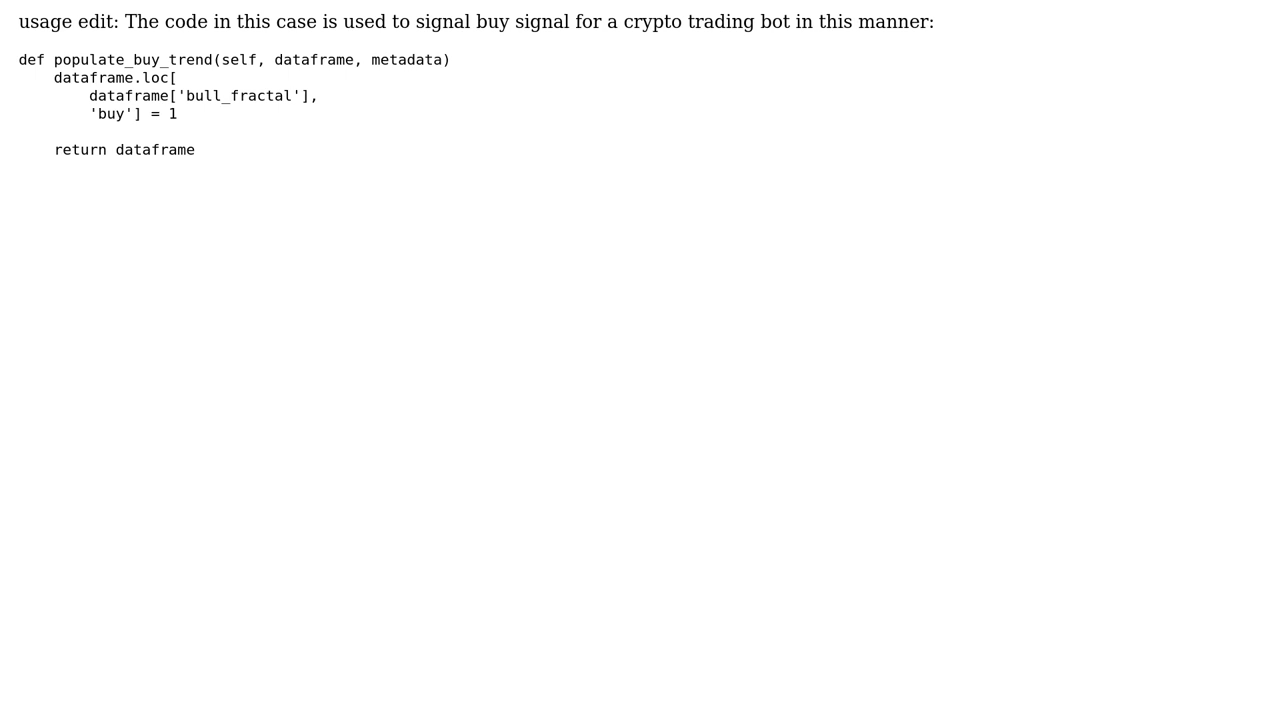 usage edit: The code in this case is used to signal buy signal for a crypto trading bot in this manner:
def populate_buy_trend(self, dataframe, metadata)
    dataframe.loc[
        dataframe['bull_fractal'],
        'buy'] = 1
    return dataframe